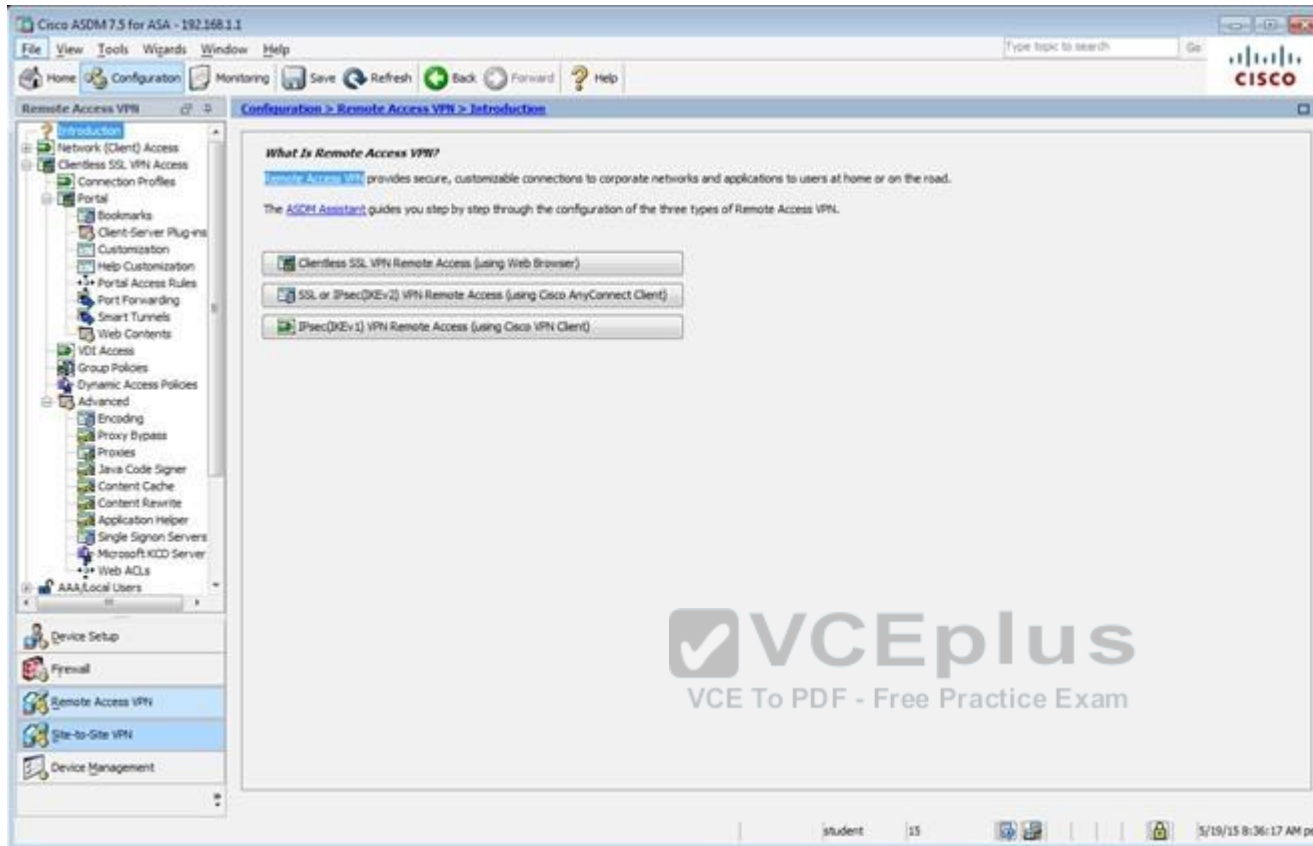 Cisco ASDM 7.5 for ASA - 192.168.1.1
File View Tools Wizards Window Help
Type topic to search Go
Home Configuration Monitoring Save Refresh Back Forward Help
CISCO
Remote Access VPN
Configuration > Remote Access VPN > Introduction
Introduction
Network (Client) Access
Clientless SSL VPN Access
Connection Profiles
Portal
Bookmarks
Client-Server Plug-ins
Customization
Help Customization
Portal Access Rules
Port Forwarding
Smart Tunnels
Web Contents
VDI Access
Group Policies
Dynamic Access Policies
Advanced
Encoding
Proxy Bypass
Proxies
Java Code Signer
Content Cache
Content Rewrite
Application Helper
Single Signon Servers
Microsoft KCD Server
Web ACLs
AAA/Local Users
Device Setup
Firewall
Remote Access VPN
Site-to-Site VPN
Device Management
What Is Remote Access VPN?
Remote Access VPN provides secure, customizable connections to corporate networks and applications to users at home or on the road.
The ASDM Assistant guides you step by step through the configuration of the three types of Remote Access VPN.
Clientless SSL VPN Remote Access (using Web Browser)
SSL or IPsec(IKEv2) VPN Remote Access (using Cisco AnyConnect Client)
IPsec(IKEv1) VPN Remote Access (using Cisco VPN Client)
VCEplus
VCE To PDF - Free Practice Exam
student 15 5/19/15 8:36:17 AM